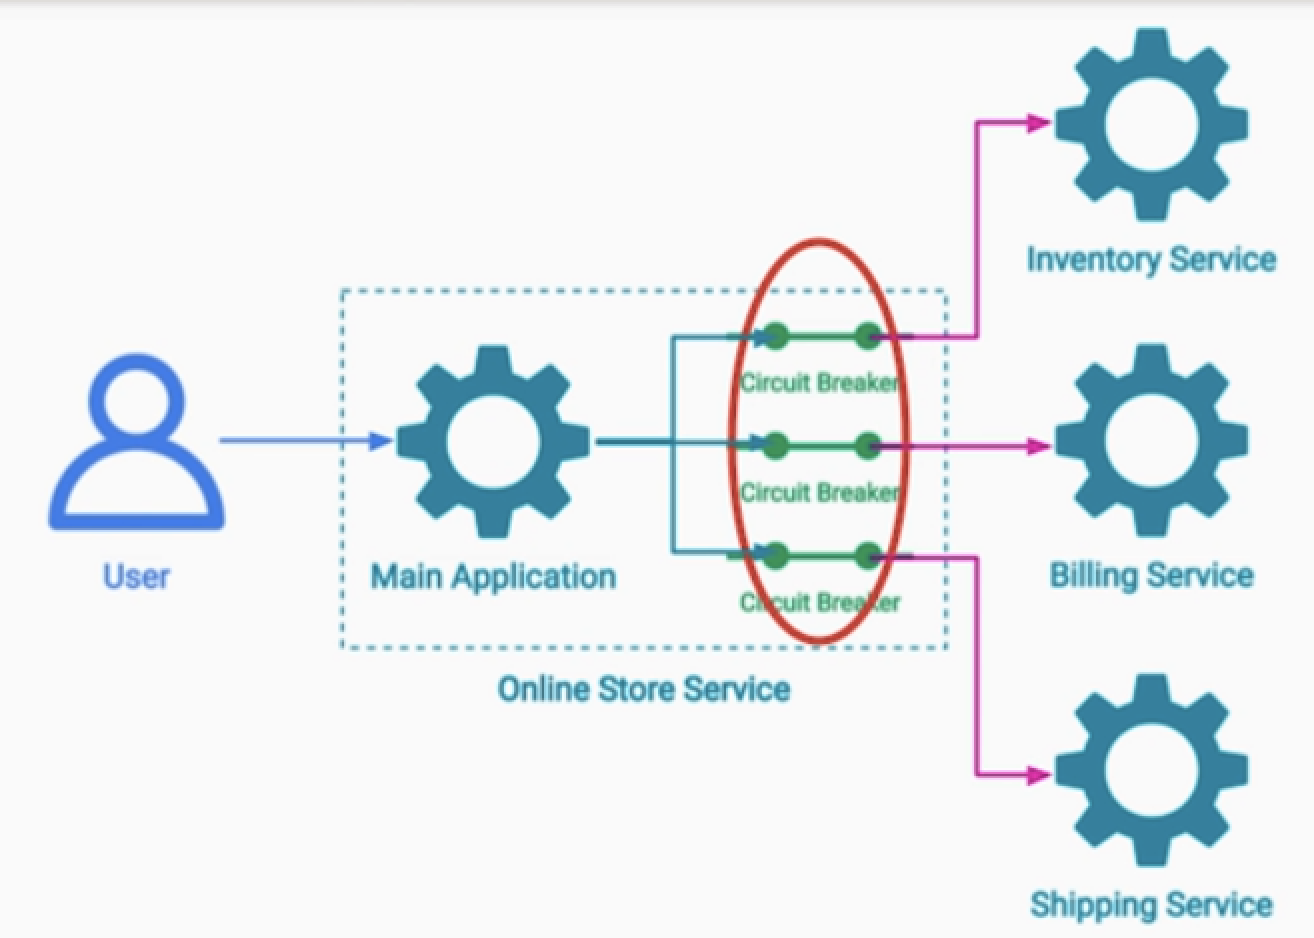 Inventory Service
Circuit Breaker
Circuit Breaker
User
Main Application
Billing Service
Circuit Breaker
Online Store Service
Shipping Service